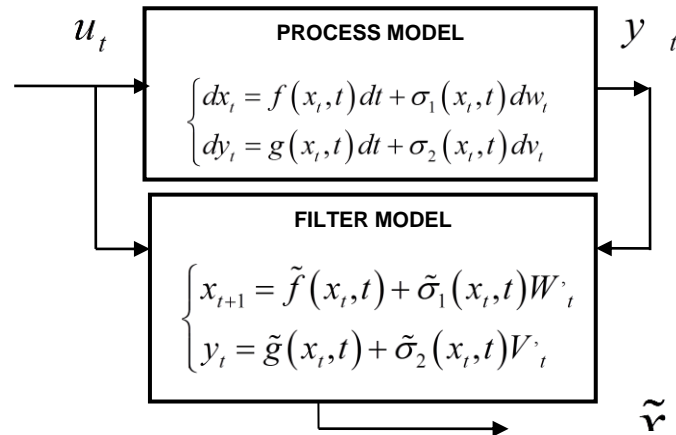 u_t PROCESS MODEL y_t
dx_t = f(x_t,t)dt + σ_1(x_t,t)dw_t
dy_t = g(x_t,t)dt + σ_2(x_t,t)dv_t
FILTER MODEL
x_{t+1} = f̃(x_t,t) + σ̃_1(x_t,t)W'_t
y_t = g̃(x_t,t) + σ̃_2(x_t,t)V'_t
x̃